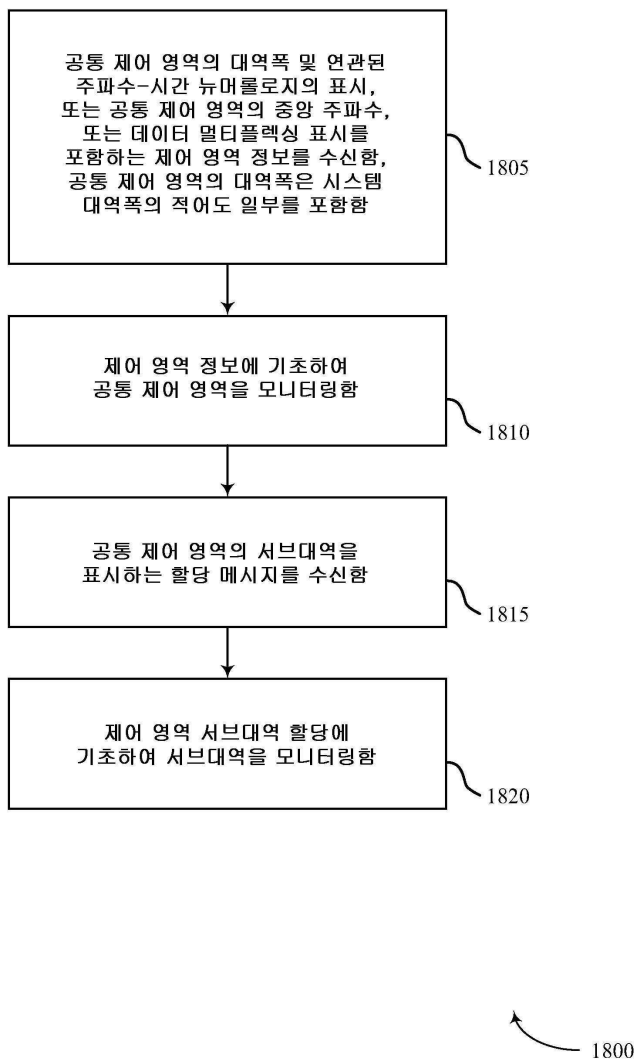 공통 제어 영역의 대역폭 및 연관된
주파수-시간 뉴머롤로지의 표시,
또는 공통 제어 영역의 중앙 주파수,
또는 데이터 멀티플렉싱 표시를
포함하는 제어 영역 정보를 수신함,
공통 제어 영역의 대역폭은 시스템
대역폭의 적어도 일부를 포함함
1805
제어 영역 정보에 기초하여
공통 제어 영역을 모니터링함
1810
공통 제어 영역의 서브대역을
표시하는 할당 메시지를 수신함
1815
제어 영역 서브대역 할당에
기초하여 서브대역을 모니터링함
1820
1800